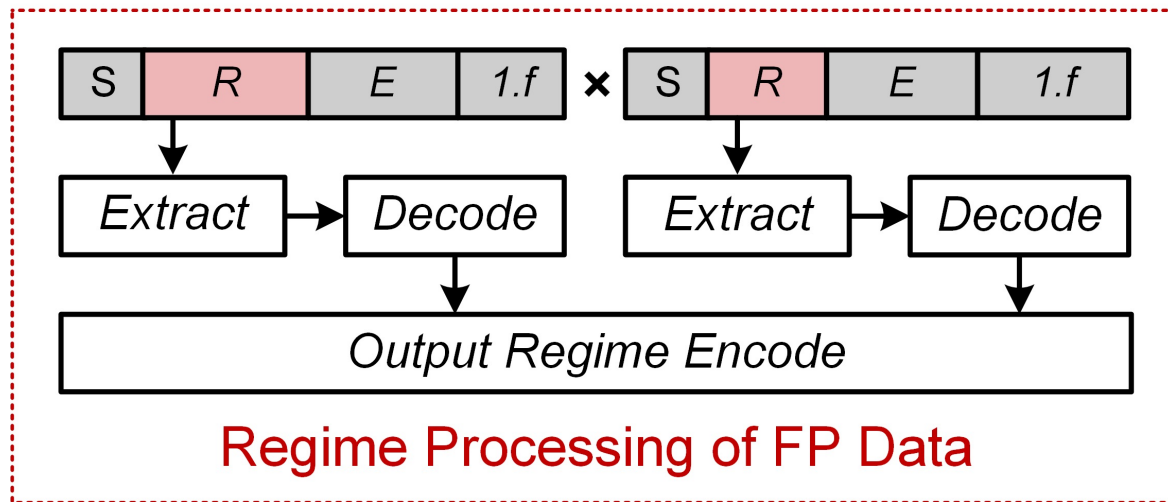 S R E 1.f × S R E 1.f
Extract Decode Extract Decode
Output Regime Encode
Regime Processing of FP Data